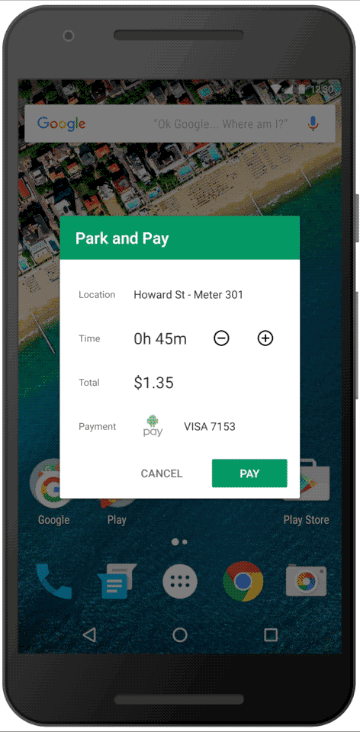 12:30
Google "Ok Google... Where am I?"
Park and Pay
Location Howard St - Meter 301
Time 0h 45m
Total $1.35
Payment pay VISA 7153
CANCEL PAY
Google Play Play Store